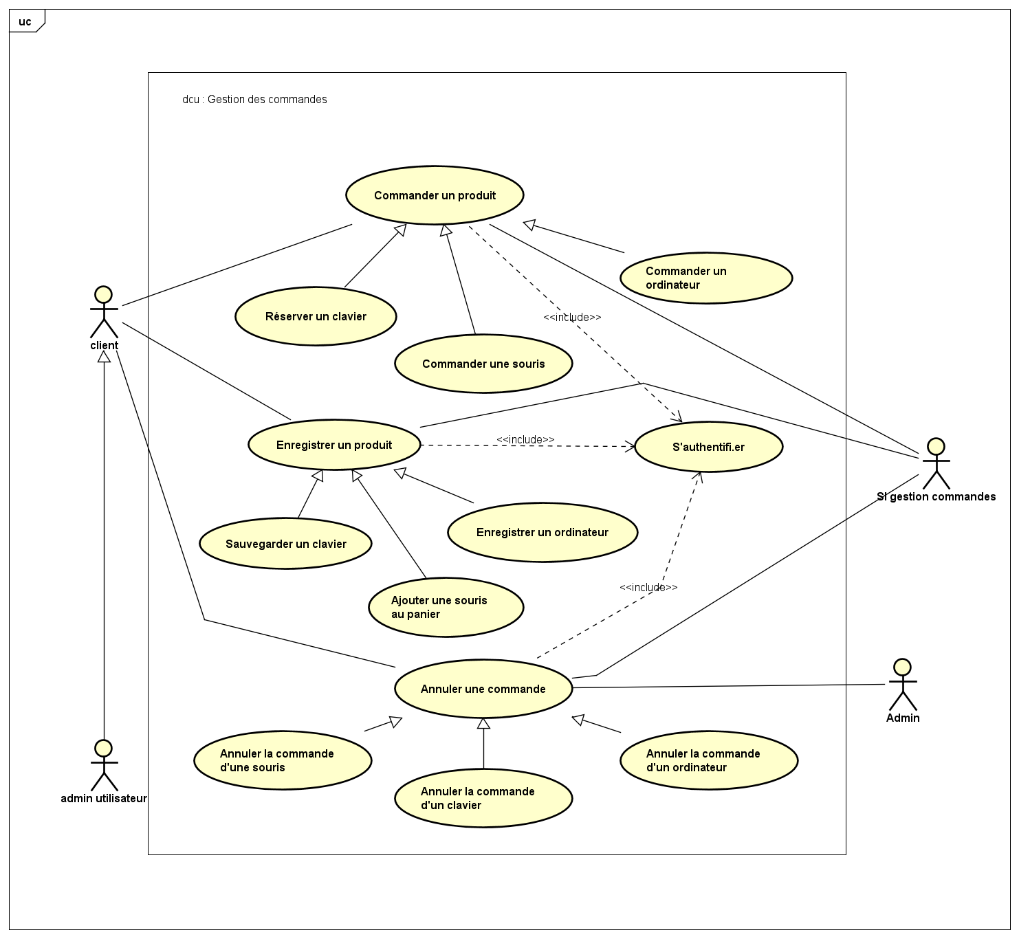 uc
dcu : Gestion des commandes
Commander un produit
Commander un
ordinateur
Réserver un clavier
<<include>>
client
Commander une souris
Enregistrer un produit
<<include>>
S'authentifi.er
SI gestion commandes
Enregistrer un ordinateur
Sauvegarder un clavier
<<include>>
Ajouter une souris
au panier
Annuler une commande
Admin
Annuler la commande
d'une souris
Annuler la commande
d'un ordinateur
Annuler la commande
d'un clavier
admin utilisateur